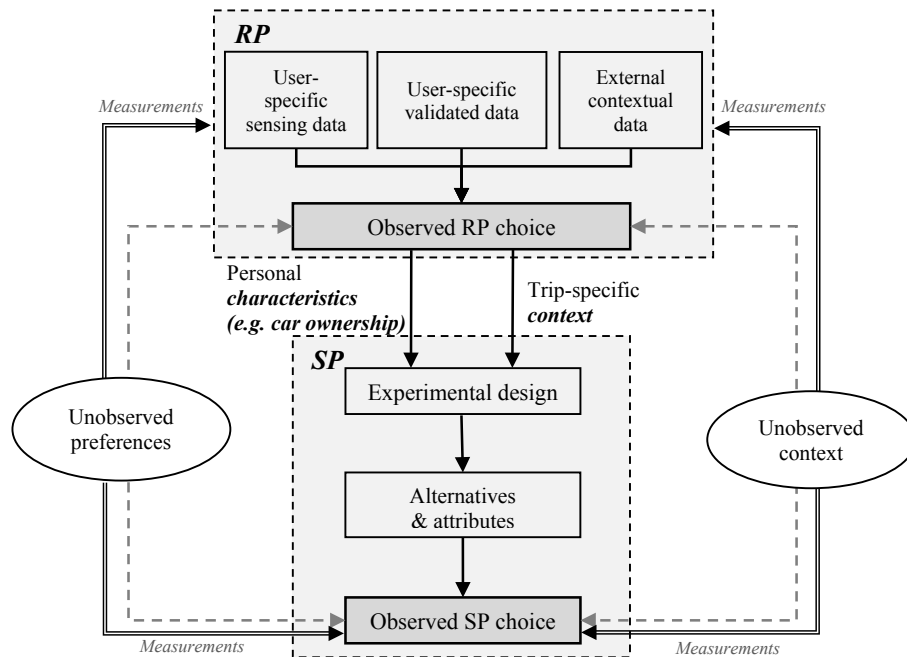 RP
User-
specific
sensing data
User-specific
validated data
External
contextual
data
Measurements
Measurements
Observed RP choice
Personal
characteristics
(e.g. car ownership)
Trip-specific
context
SP
Experimental design
Unobserved
preferences
Unobserved
context
Alternatives
& attributes
Observed SP choice
Measurements
Measurements